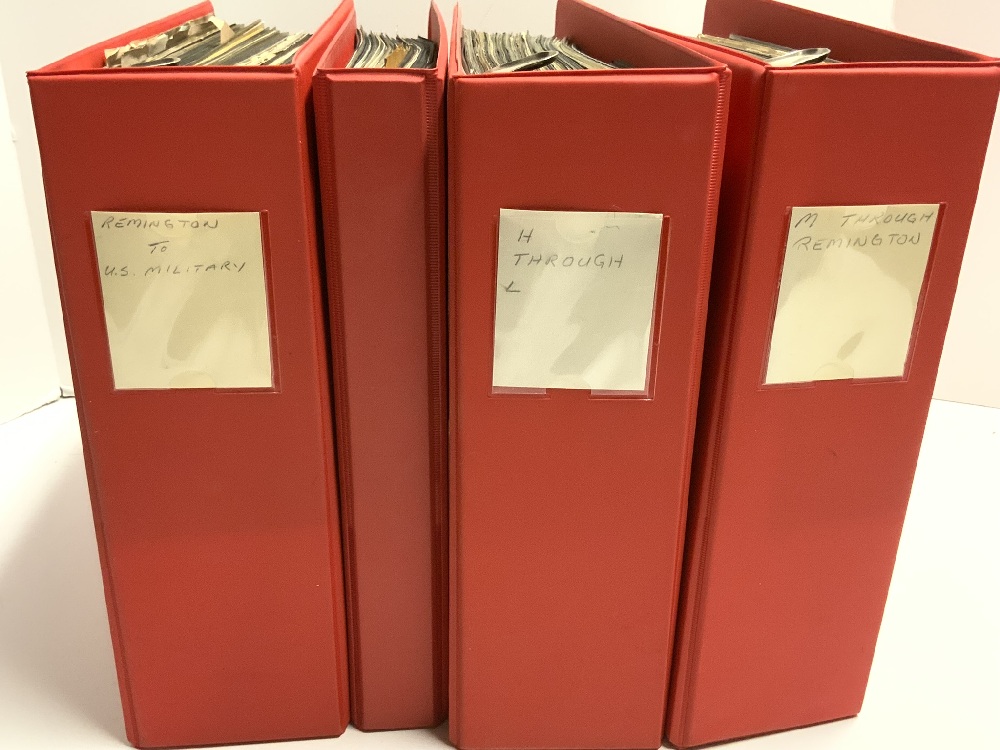 REMINGTON
TO
U.S. MILITARY
H
THROUGH
L
M THROUGH
REMINGTON